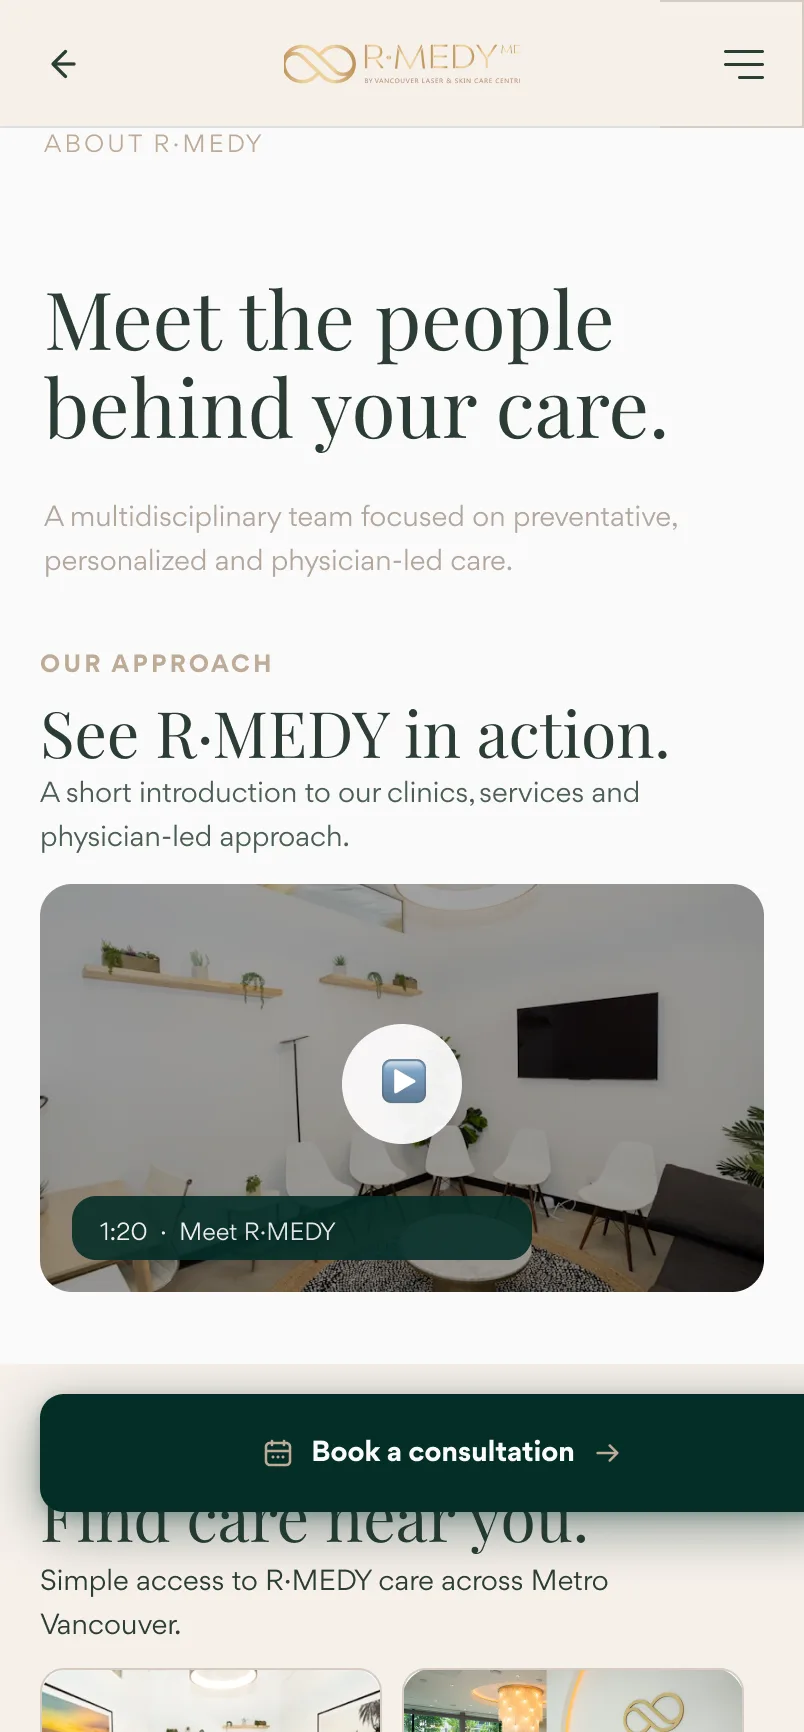 R·MEDY ME
BY VANCOUVER LASER & SKIN CARE CENTR
ABOUT R·MEDY
Meet the people
behind your care.
A multidisciplinary team focused on preventative,
personalized and physician-led care.
OUR APPROACH
See R·MEDY in action.
A short introduction to our clinics, services and
physician-led approach.
1:20 · Meet R·MEDY
Book a consultation
Find care near you.
Simple access to R·MEDY care across Metro
Vancouver.